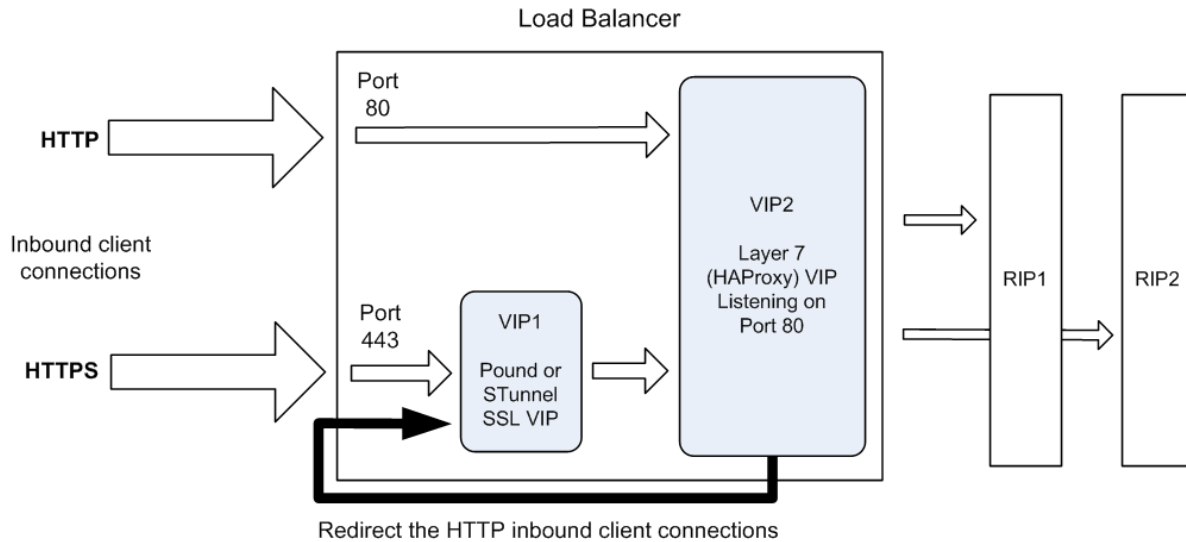 Load Balancer
Port
80
HTTP
VIP2
Layer 7
(HAProxy) VIP
Listening on
Port 80
Inbound client
connections
RIP1
RIP2
Port
443
VIP1
Pound or
STunnel
SSL VIP
HTTPS
Redirect the HTTP inbound client connections